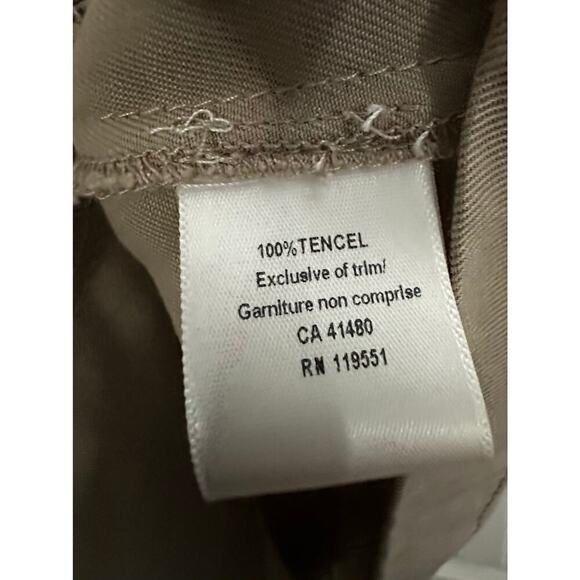 100%TENCEL
Exclusive of trim/
Garniture non comprise
CA 41480
RN 119551